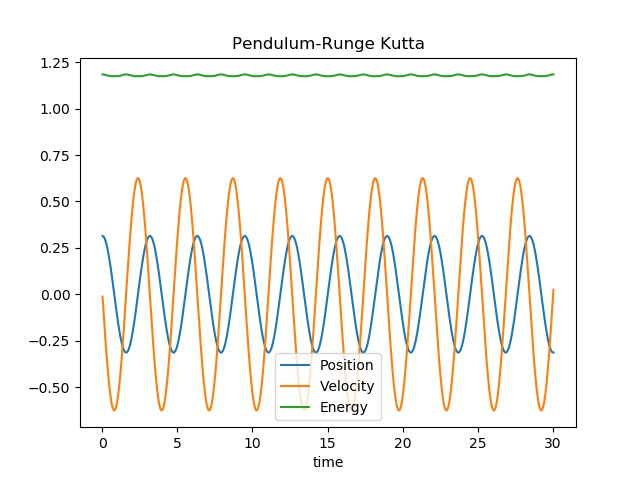 Pendulum-Runge Kutta
1.25
1.00
0.75
0.50
0.25
0.00
−0.25
−0.50
Position
Velocity
Energy
0 5 10 15 20 25 30
time